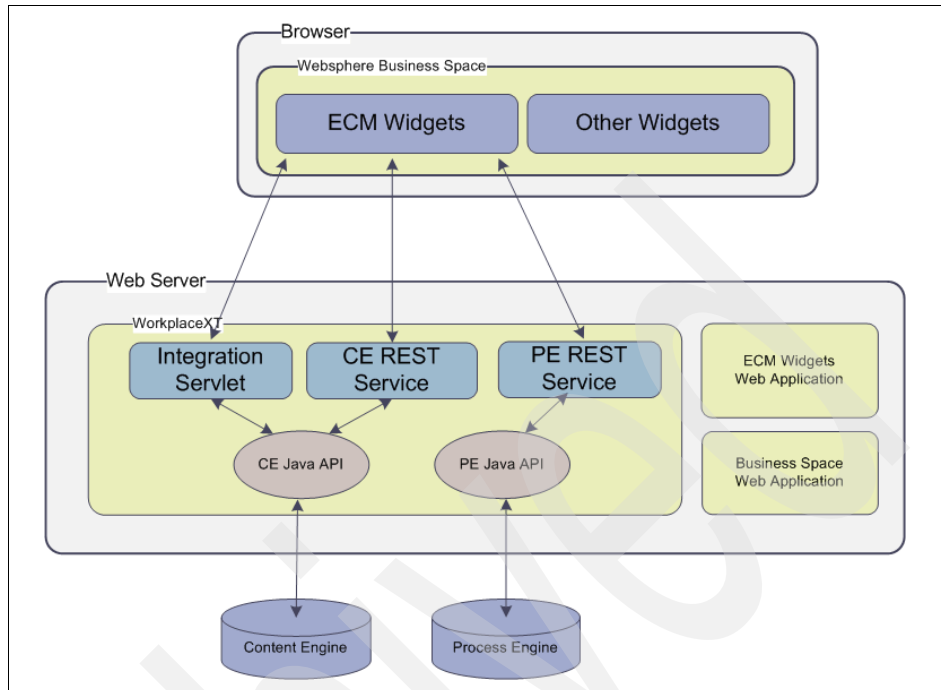 Browser
Websphere Business Space
ECM Widgets
Other Widgets
Web Server
WorkplaceXT
Integration
Servlet
CE REST
Service
PE REST
Service
ECM Widgets
Web Application
CE Java API
PE Java API
Business Space
Web Application
Content Engine
Process Engine